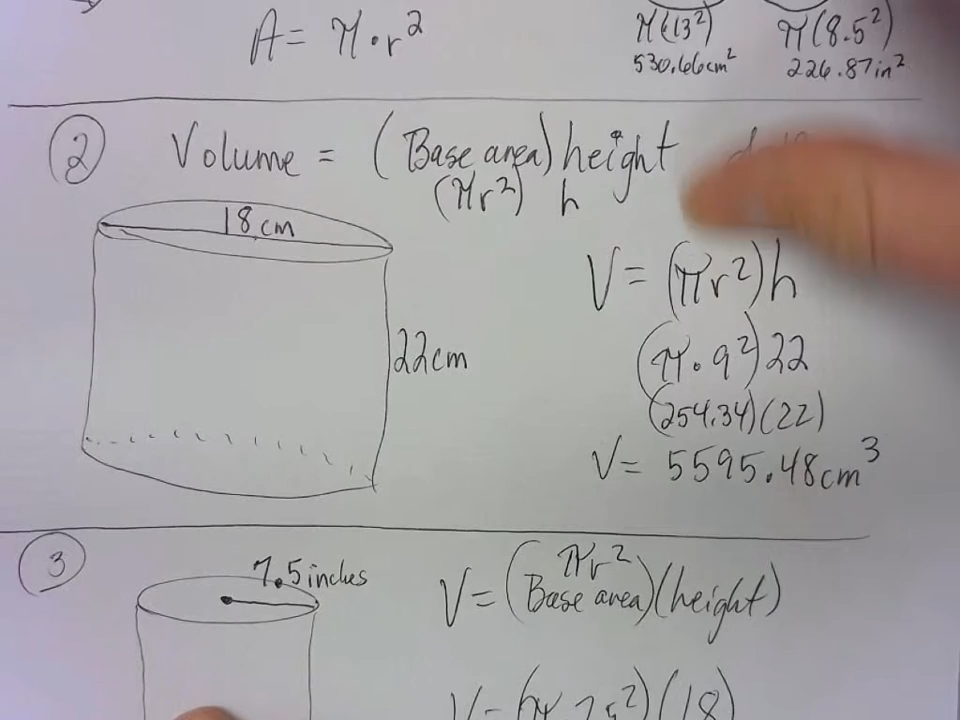 A = π·r²
π(13²) π(8.5²)
530.66cm² 226.87in²
2 Volume = (Base area) height
(πr²) h
18cm
V = (πr²)h
22cm
(π·9²)22
(254.34)(22)
V = 5595.48cm³
3
7.5 inches
πr²
V = (Base area)(height)
(18)